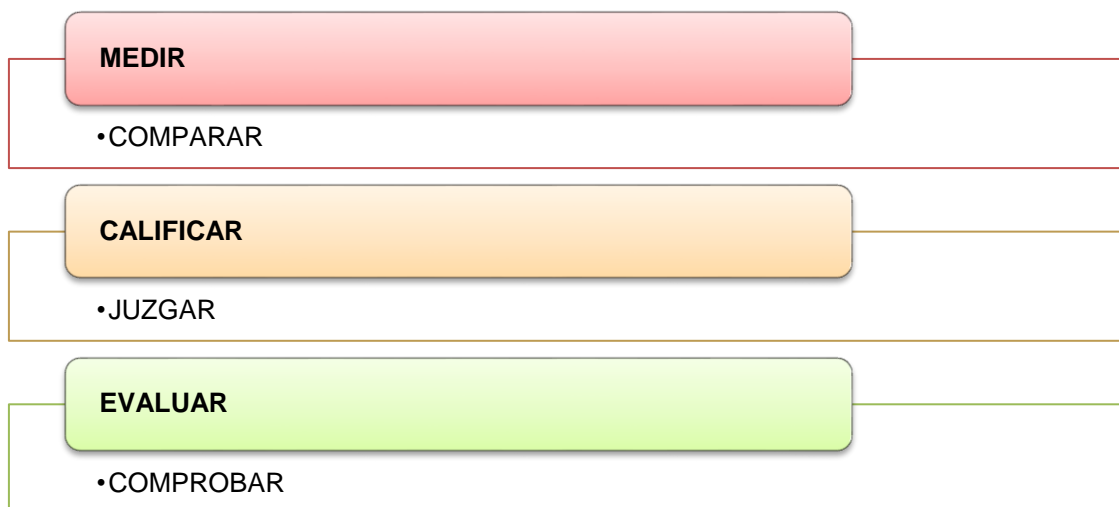 MEDIR
•COMPARAR
CALIFICAR
•JUZGAR
EVALUAR
•COMPROBAR